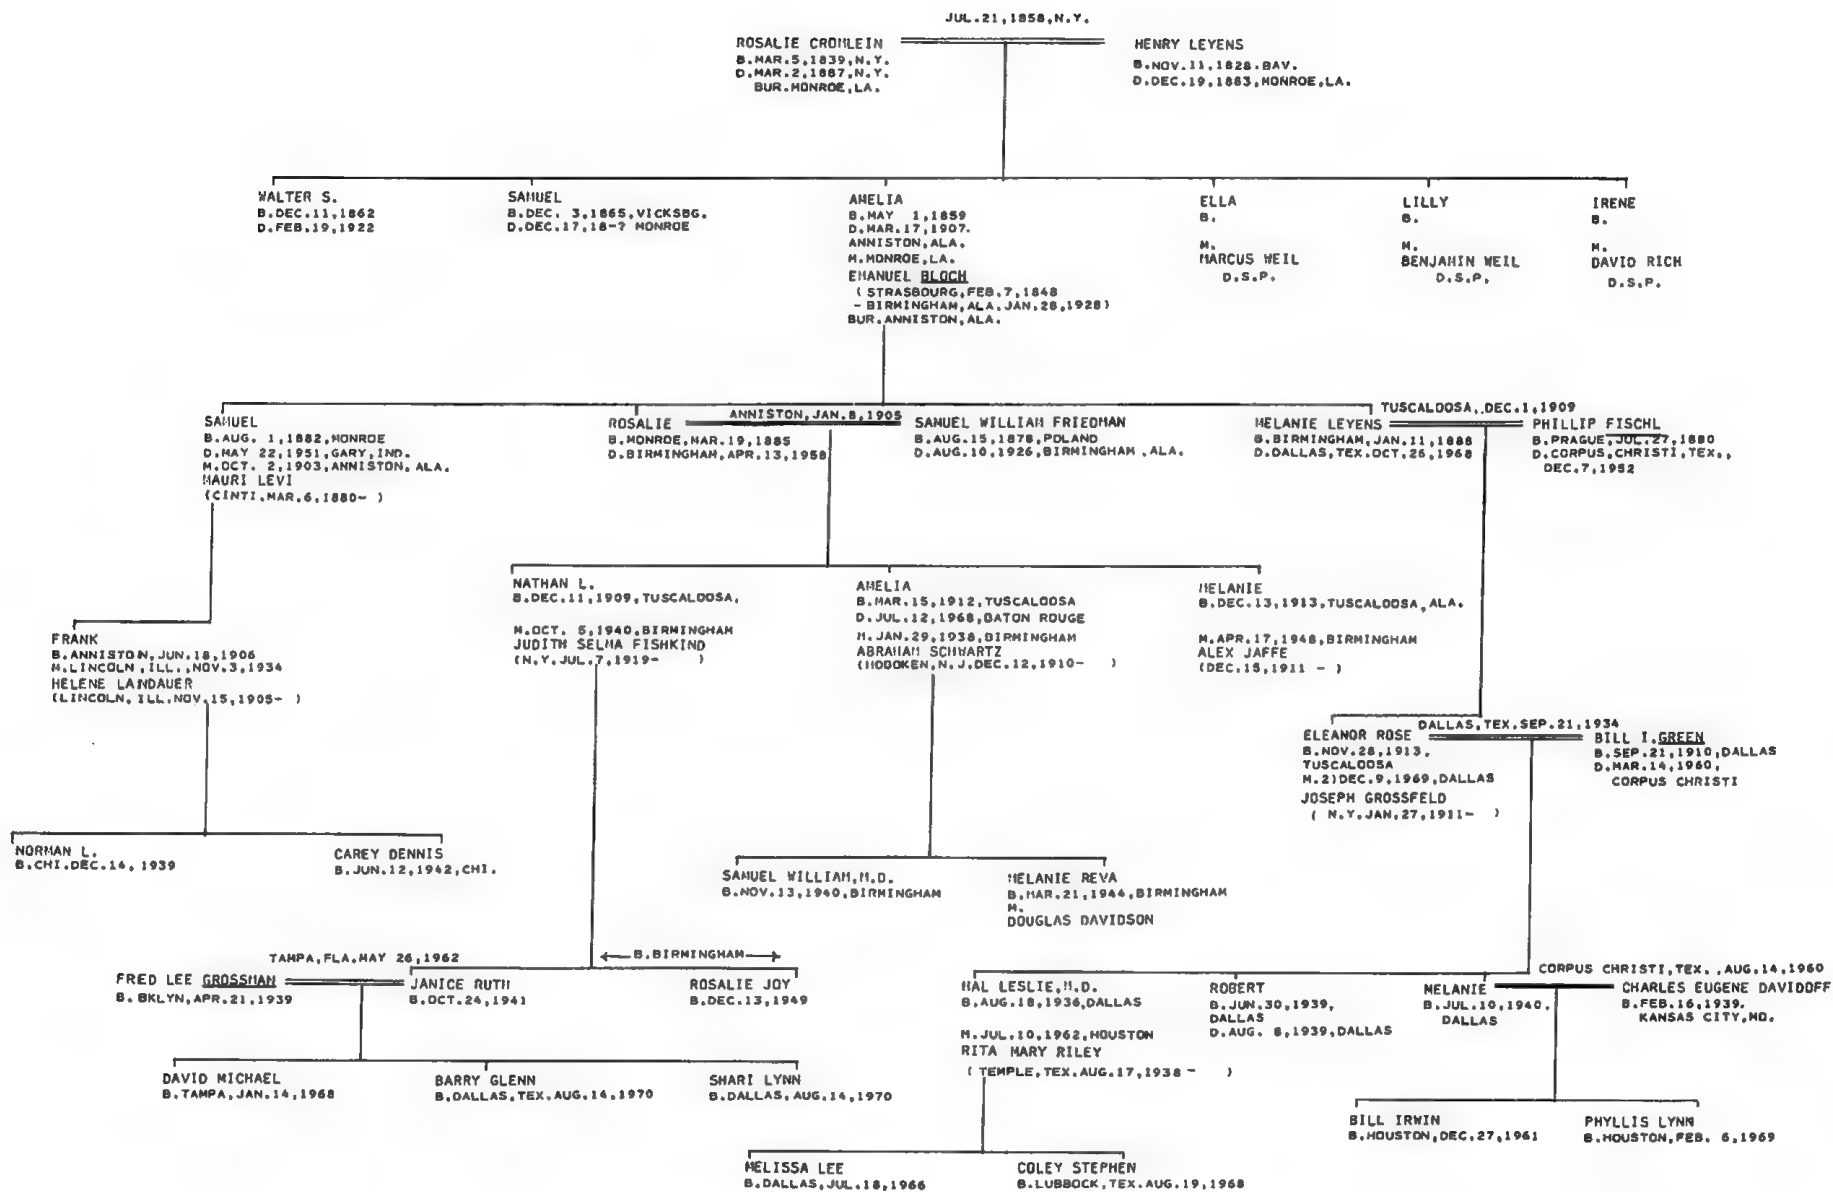 JUL.21,1858,N.Y.
ROSALIE CROMLEIN
B.MAR.5,1839,N.Y.
D.MAR.2,1887,N.Y.
BUR.MONROE,LA.
HENRY LEYENS
B.NOV.11,1828.BAV.
D.DEC.19,1883,MONROE,LA.
WALTER S.
B.DEC.11,1862
D.FEB.19,1922
SAMUEL
B.DEC. 3,1865,VICKSBG.
D.DEC.17,18-? MONROE
AMELIA
B.MAY 1,1859
D.MAR.17,1907.
ANNISTON,ALA.
M.MONROE,LA.
EMANUEL BLOCH
( STRASBOURG,FEB.7,1848
- BIRMINGHAM,ALA.JAN.28,1928)
BUR.ANNISTON,ALA.
ELLA
B.
M.
MARCUS WEIL
D.S.P.
LILLY
B.
M.
BENJAMIN WEIL
D.S.P.
IRENE
B.
M.
DAVID RICH
D.S.P.
SAMUEL
B.AUG. 1,1882,MONROE
D.MAY 22,1951,GARY,IND.
M.OCT. 2,1903,ANNISTON,ALA.
MAURI LEVI
(CINTI.MAR.6,1880- )
ANNISTON,JAN.8,1905
ROSALIE
B.MONROE,MAR.19,1885
D.BIRMINGHAM,APR.13,1958
SAMUEL WILLIAM FRIEDMAN
B.AUG.15,1878,POLAND
D.AUG.10,1926,BIRMINGHAM,ALA.
TUSCALOOSA,DEC.1,1909
MELANIE LEYENS
B.BIRMINGHAM,JAN.11,1888
D.DALLAS,TEX.OCT.26,1968
PHILLIP FISCHL
B.PRAGUE,JUL.27,1880
D.CORPUS,CHRISTI,TEX.,
DEC.7,1952
NATHAN L.
B.DEC.11,1909,TUSCALOOSA,
M.OCT. 5,1940,BIRMINGHAM
JUDITH SELMA FISHKIND
(N.Y.JUL.7,1919- )
AMELIA
B.MAR.15,1912,TUSCALOOSA
D.JUL.12,1968,BATON ROUGE
M.JAN.29,1938,BIRMINGHAM
ABRAHAM SCHWARTZ
(HOBOKEN,N.J.DEC.12,1910- )
MELANIE
B.DEC.13,1913,TUSCALOOSA,ALA.
M.APR.17,1948,BIRMINGHAM
ALEX JAFFE
(DEC.15,1911 - )
FRANK
B.ANNISTON,JUN.18,1906
M.LINCOLN,ILL.,NOV.3,1934
HELENE LANDAUER
(LINCOLN,ILL.NOV.15,1905- )
DALLAS,TEX.SEP.21,1934
ELEANOR ROSE
B.NOV.28,1913.
TUSCALOOSA
M.2)DEC.9,1969,DALLAS
JOSEPH GROSSFELD
( N.Y.JAN.27,1911- )
BILL I.GREEN
B.SEP.21,1910,DALLAS
D.MAR.14,1960,
CORPUS CHRISTI
NORMAN L.
B.CHI.DEC.14,1939
CAREY DENNIS
B.JUN.12,1942,CHI.
SAMUEL WILLIAM,M.D.
B.NOV.13,1940,BIRMINGHAM
MELANIE REVA
B.MAR.21,1944,BIRMINGHAM
M.
DOUGLAS DAVIDSON
TAMPA,FLA.MAY 26,1962
B.BIRMINGHAM
FRED LEE GROSSMAN
B. BKLYN,APR.21,1939
JANICE RUTH
B.OCT.24,1941
ROSALIE JOY
B.DEC.13,1949
CORPUS CHRISTI,TEX.,AUG.14,1960
HAL LESLIE,M.D.
B.AUG.18,1936,DALLAS
M.JUL.10,1962,HOUSTON
RITA MARY RILEY
( TEMPLE,TEX.AUG.17,1938 - )
ROBERT
B.JUN.30,1939,
DALLAS
D.AUG. 8,1939,DALLAS
MELANIE
B.JUL.10,1940,
DALLAS
CHARLES EUGENE DAVIDOFF
B.FEB.16,1939.
KANSAS CITY,MO.
DAVID MICHAEL
B.TAMPA,JAN.14,1968
BARRY GLENN
B.DALLAS,TEX.AUG.14,1970
SHARI LYNN
B.DALLAS,AUG.14,1970
BILL IRWIN
B.HOUSTON,DEC.27,1961
PHYLLIS LYNN
B.HOUSTON,FEB. 6,1969
MELISSA LEE
B.DALLAS,JUL.18,1966
COLEY STEPHEN
B.LUBBOCK,TEX.AUG.19,1968